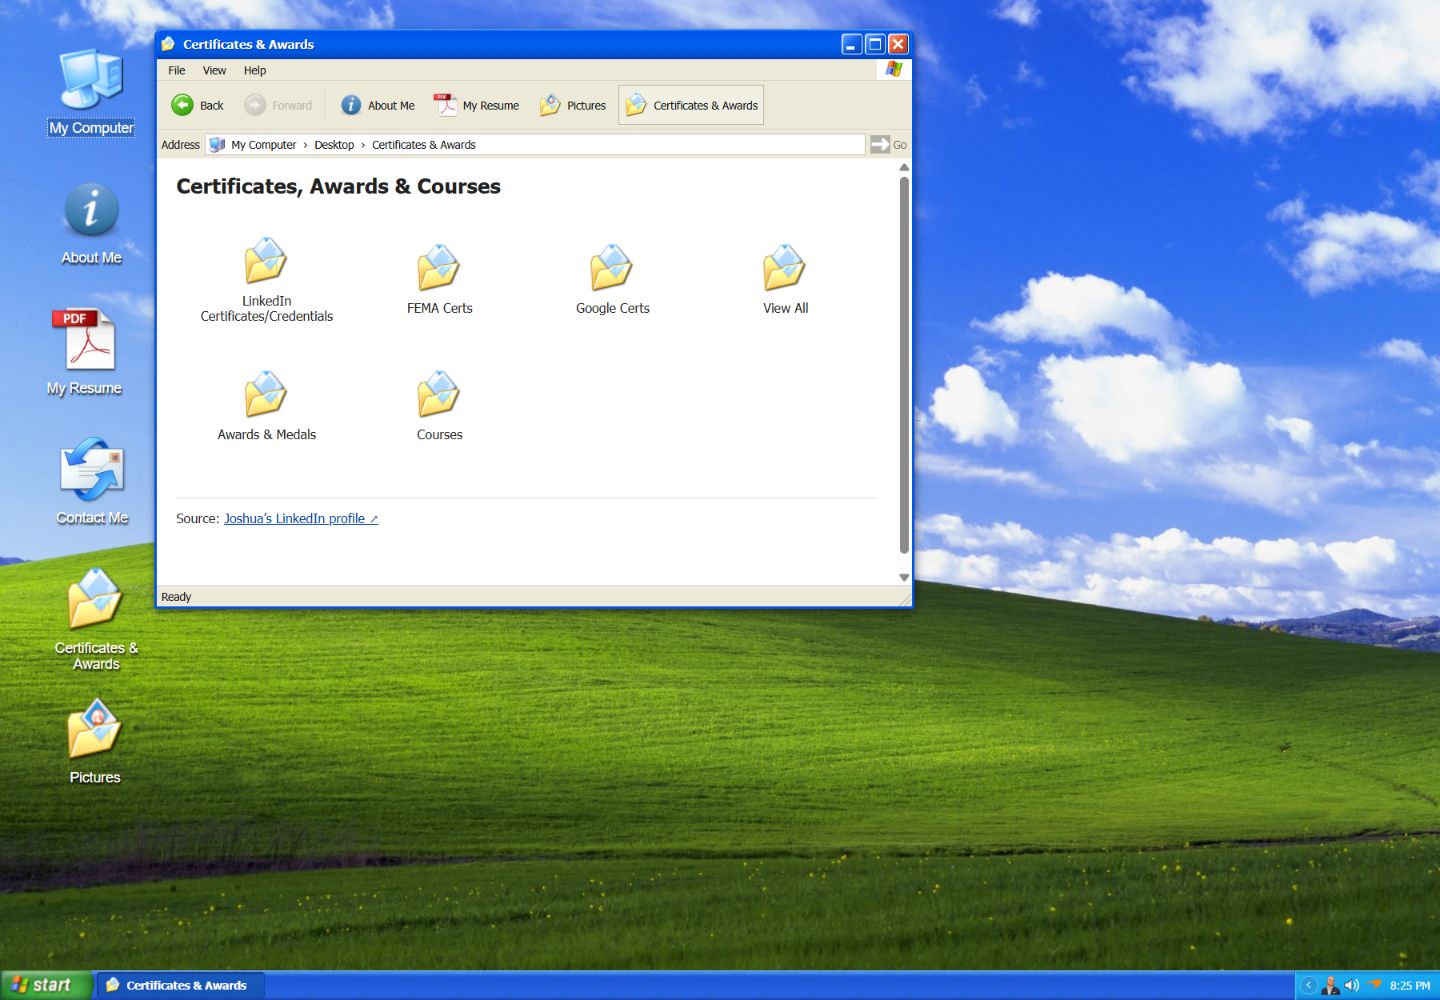 My Computer
About Me
PDF
My Resume
Contact Me
Certificates &
Awards
Pictures
Certificates & Awards
File View Help
Back Forward About Me PDF My Resume Pictures Certificates & Awards
Address My Computer › Desktop › Certificates & Awards Go
Certificates, Awards & Courses
LinkedIn
Certificates/Credentials
FEMA Certs
Google Certs
View All
Awards & Medals
Courses
Source: Joshua's LinkedIn profile ↗
Ready
start Certificates & Awards 8:25 PM